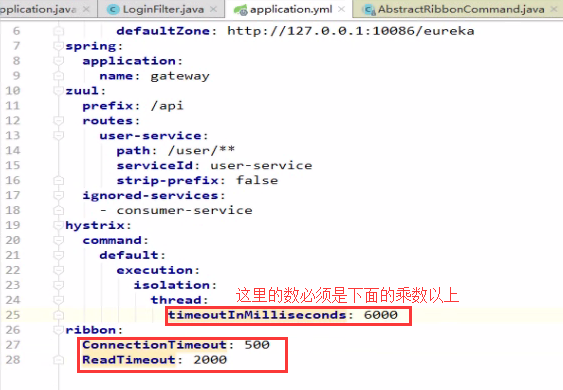 pplication.java × LoginFilter.java × application.yml × AbstractRibbonCommand.java ×
6 defaultZone: http://127.0.0.1:10086/eureka
7 spring:
8 application:
9 name: gateway
10 zuul:
11 prefix: /api
12 routes:
13 user-service:
14 path: /user/**
15 serviceId: user-service
16 strip-prefix: false
17 ignored-services:
18 - consumer-service
19 hystrix:
20 command:
21 default:
22 execution:
23 isolation:
24 thread:
这里的数必须是下面的乘数以上
25 timeoutInMilliseconds: 6000
26 ribbon:
27 ConnectionTimeout: 500
28 ReadTimeout: 2000